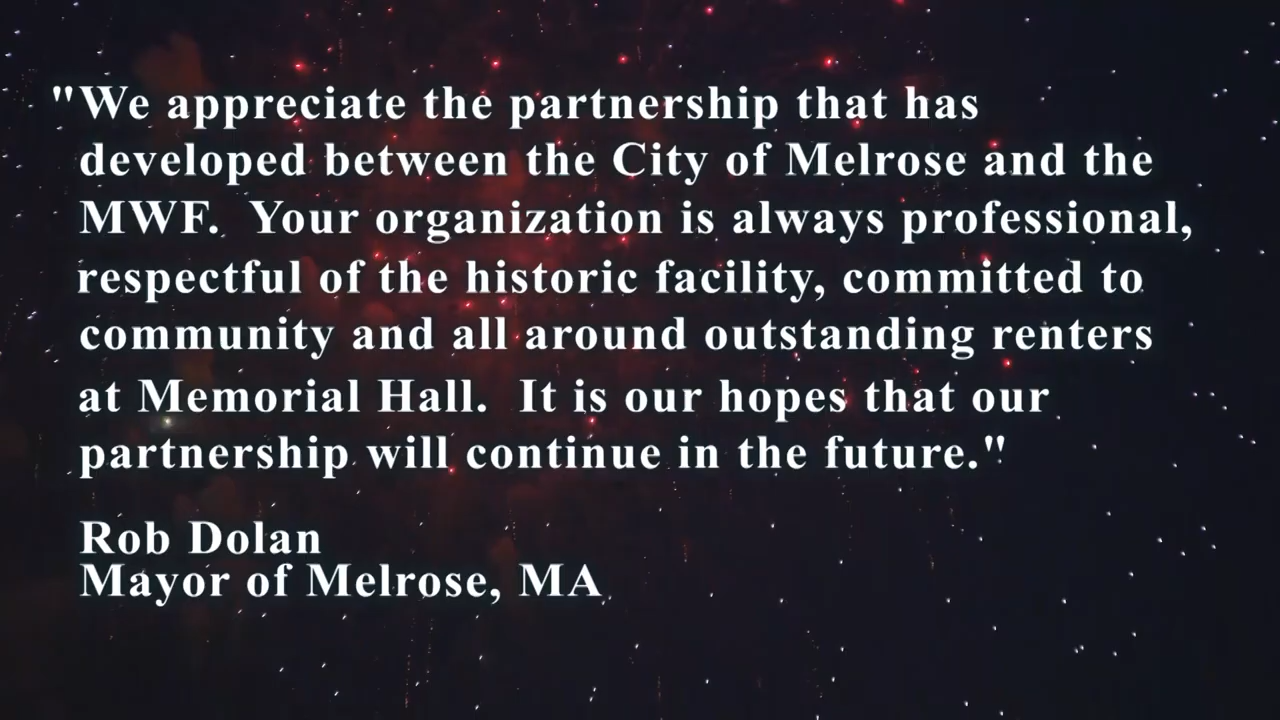 "We appreciate the partnership that has
developed between the City of Melrose and the
MWF.  Your organization is always professional,
respectful of the historic facility, committed to
community and all around outstanding renters
at Memorial Hall.  It is our hopes that our
partnership will continue in the future."
Rob Dolan
Mayor of Melrose, MA